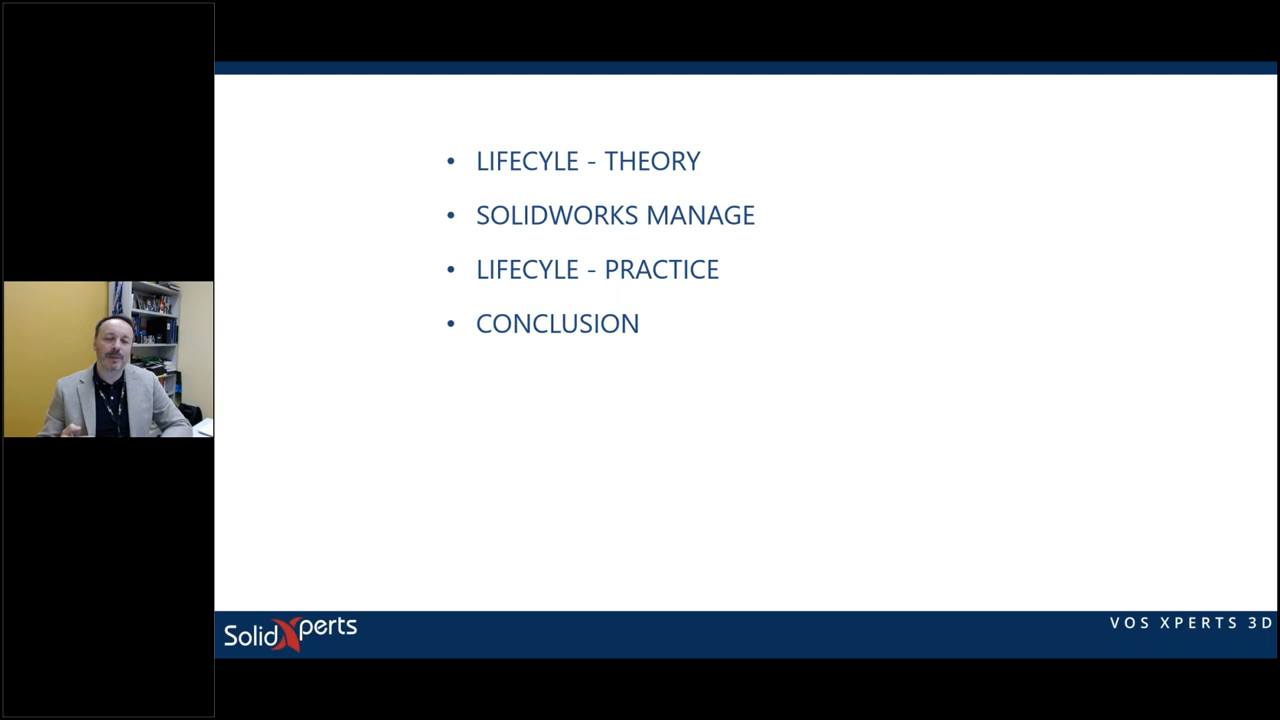 • LIFECYLE - THEORY
• SOLIDWORKS MANAGE
• LIFECYLE - PRACTICE
• CONCLUSION
SolidXperts
VOS XPERTS 3D